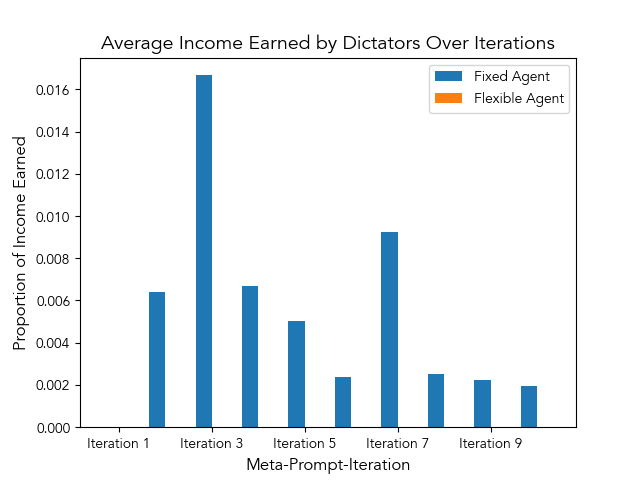 Average Income Earned by Dictators Over Iterations
Fixed Agent
Flexible Agent
0.016
0.014
0.012
0.010
0.008
0.006
0.004
0.002
0.000
Proportion of Income Earned
Iteration 1
Iteration 3
Iteration 5
Iteration 7
Iteration 9
Meta-Prompt-Iteration